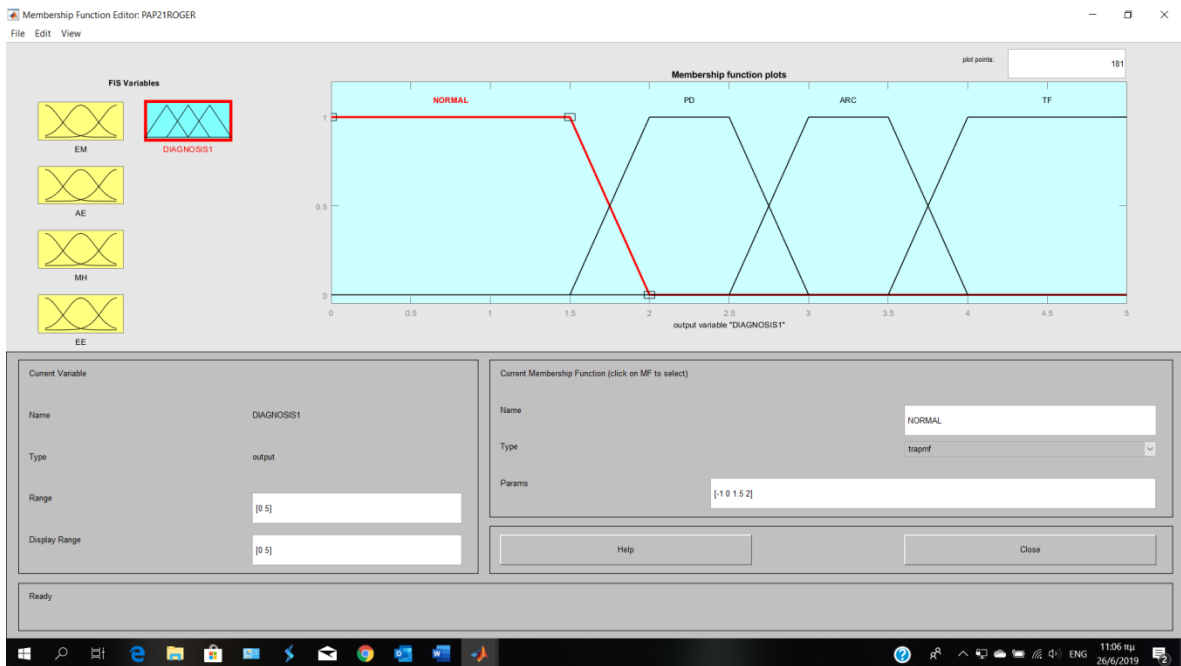 Membership Function Editor: PAP21ROGER
File Edit View
FIS Variables
EM
DIAGNOSIS1
AE
MH
EE
plot points:
181
Membership function plots
NORMAL
PD
ARC
TF
1
0.5
0
0 0.5 1 1.5 2 2.5 3 3.5 4 4.5 5
output variable "DIAGNOSIS1"
Current Variable
Name DIAGNOSIS1
Type output
Range [0 5]
Display Range [0 5]
Current Membership Function (click on MF to select)
Name NORMAL
Type trapmf
Params [-1 0 1.5 2]
Help
Close
Ready
ENG
11:06 πμ
26/6/2019
2